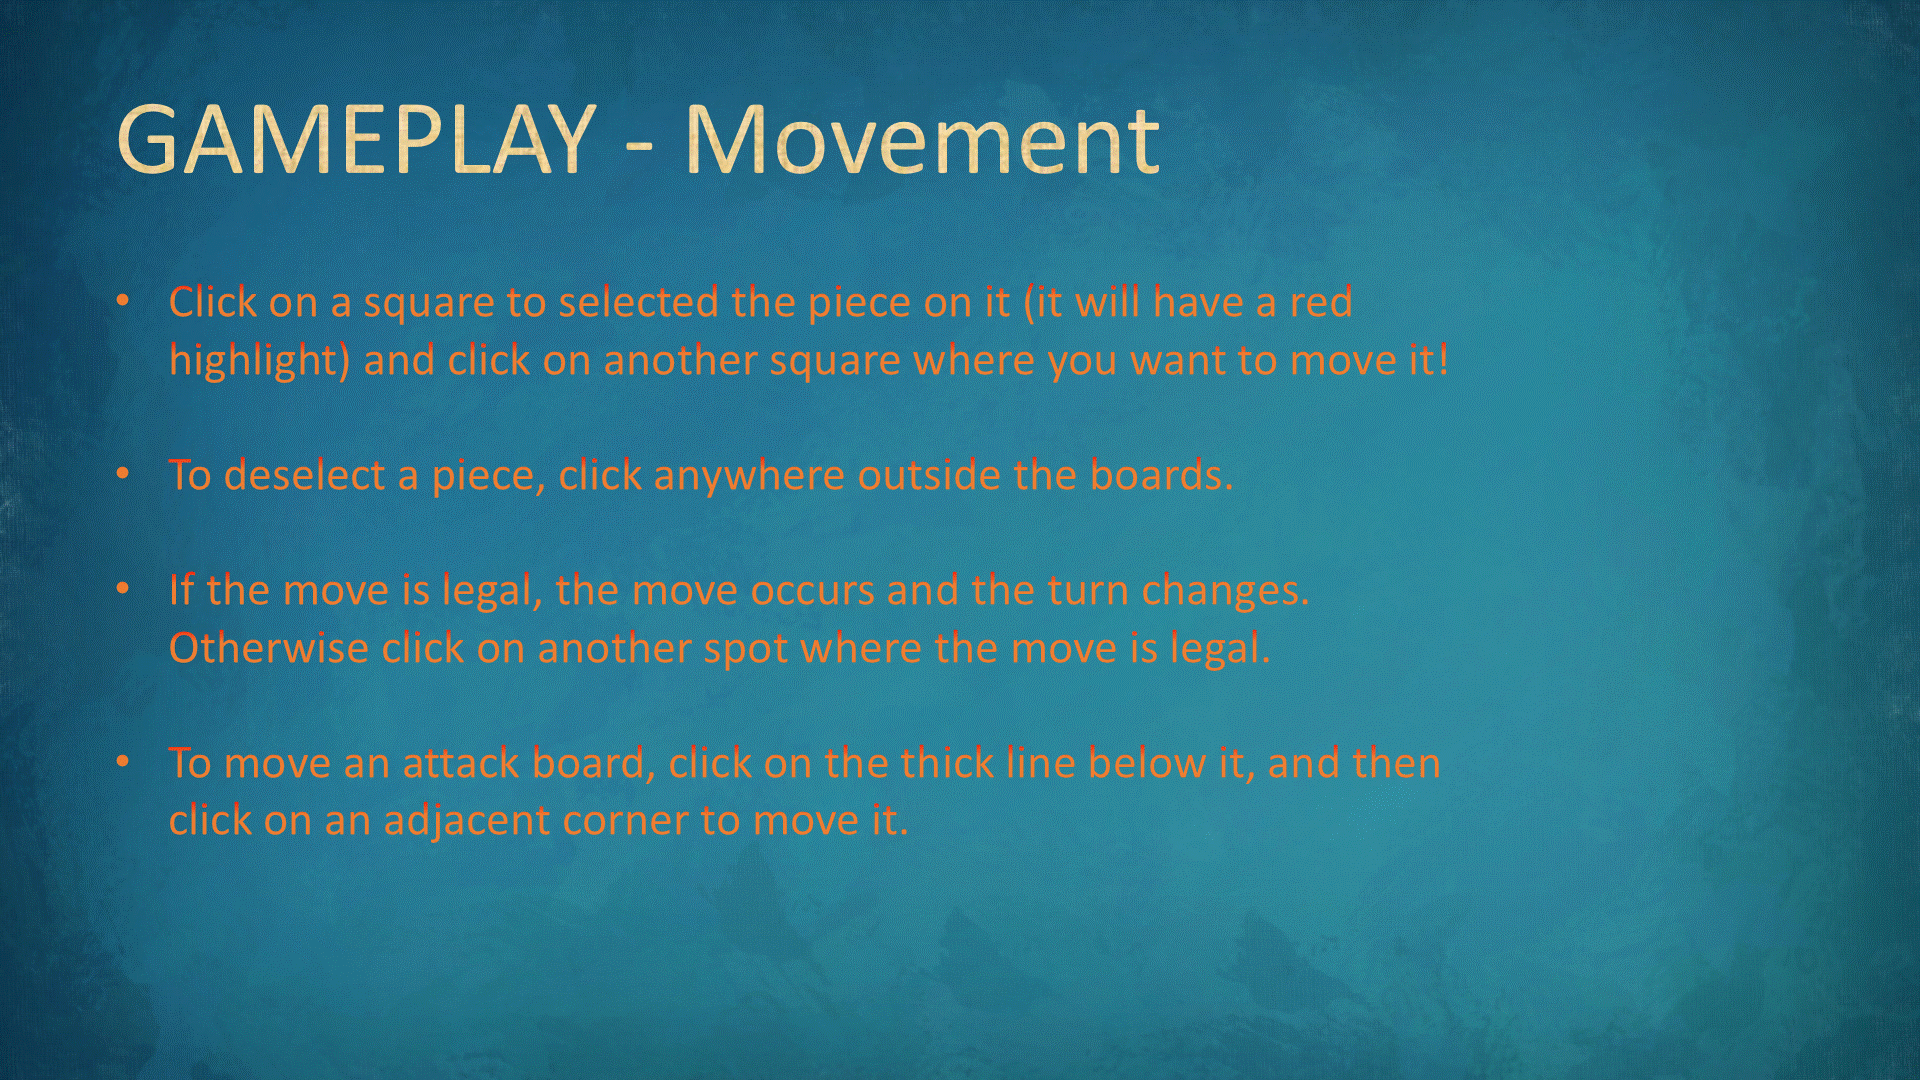 GAMEPLAY - Movement
• Click on a square to selected the piece on it (it will have a red
highlight) and click on another square where you want to move it!
• To deselect a piece, click anywhere outside the boards.
• If the move is legal, the move occurs and the turn changes.
Otherwise click on another spot where the move is legal.
• To move an attack board, click on the thick line below it, and then
click on an adjacent corner to move it.